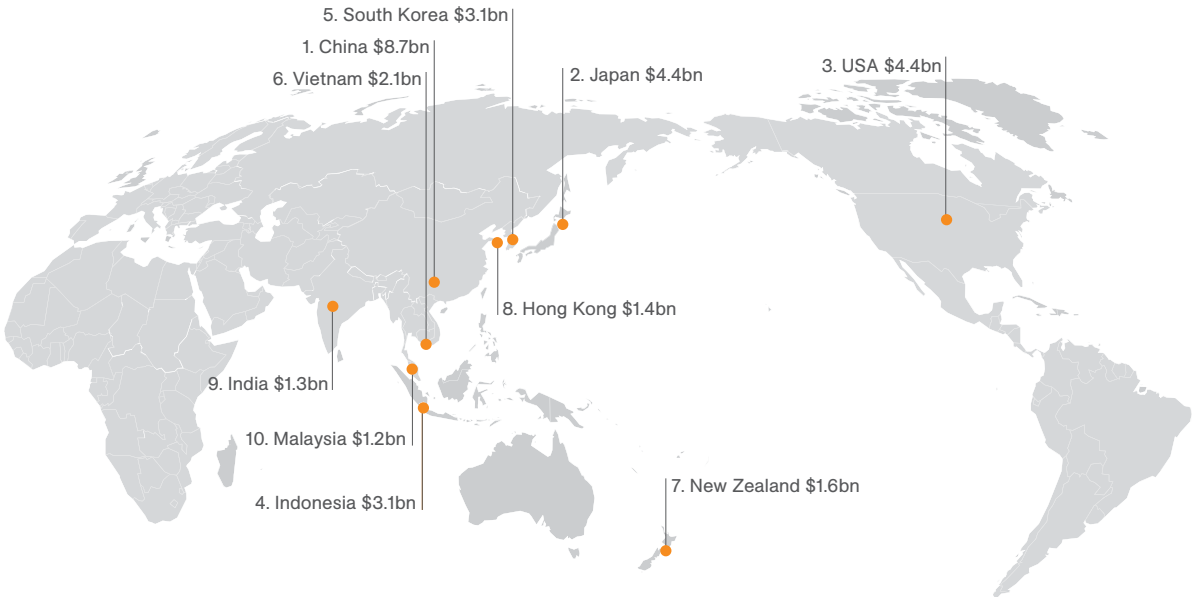 5. South Korea $3.1bn
1. China $8.7bn
6. Vietnam $2.1bn
2. Japan $4.4bn
3. USA $4.4bn
8. Hong Kong $1.4bn
9. India $1.3bn
10. Malaysia $1.2bn
4. Indonesia $3.1bn
7. New Zealand $1.6bn